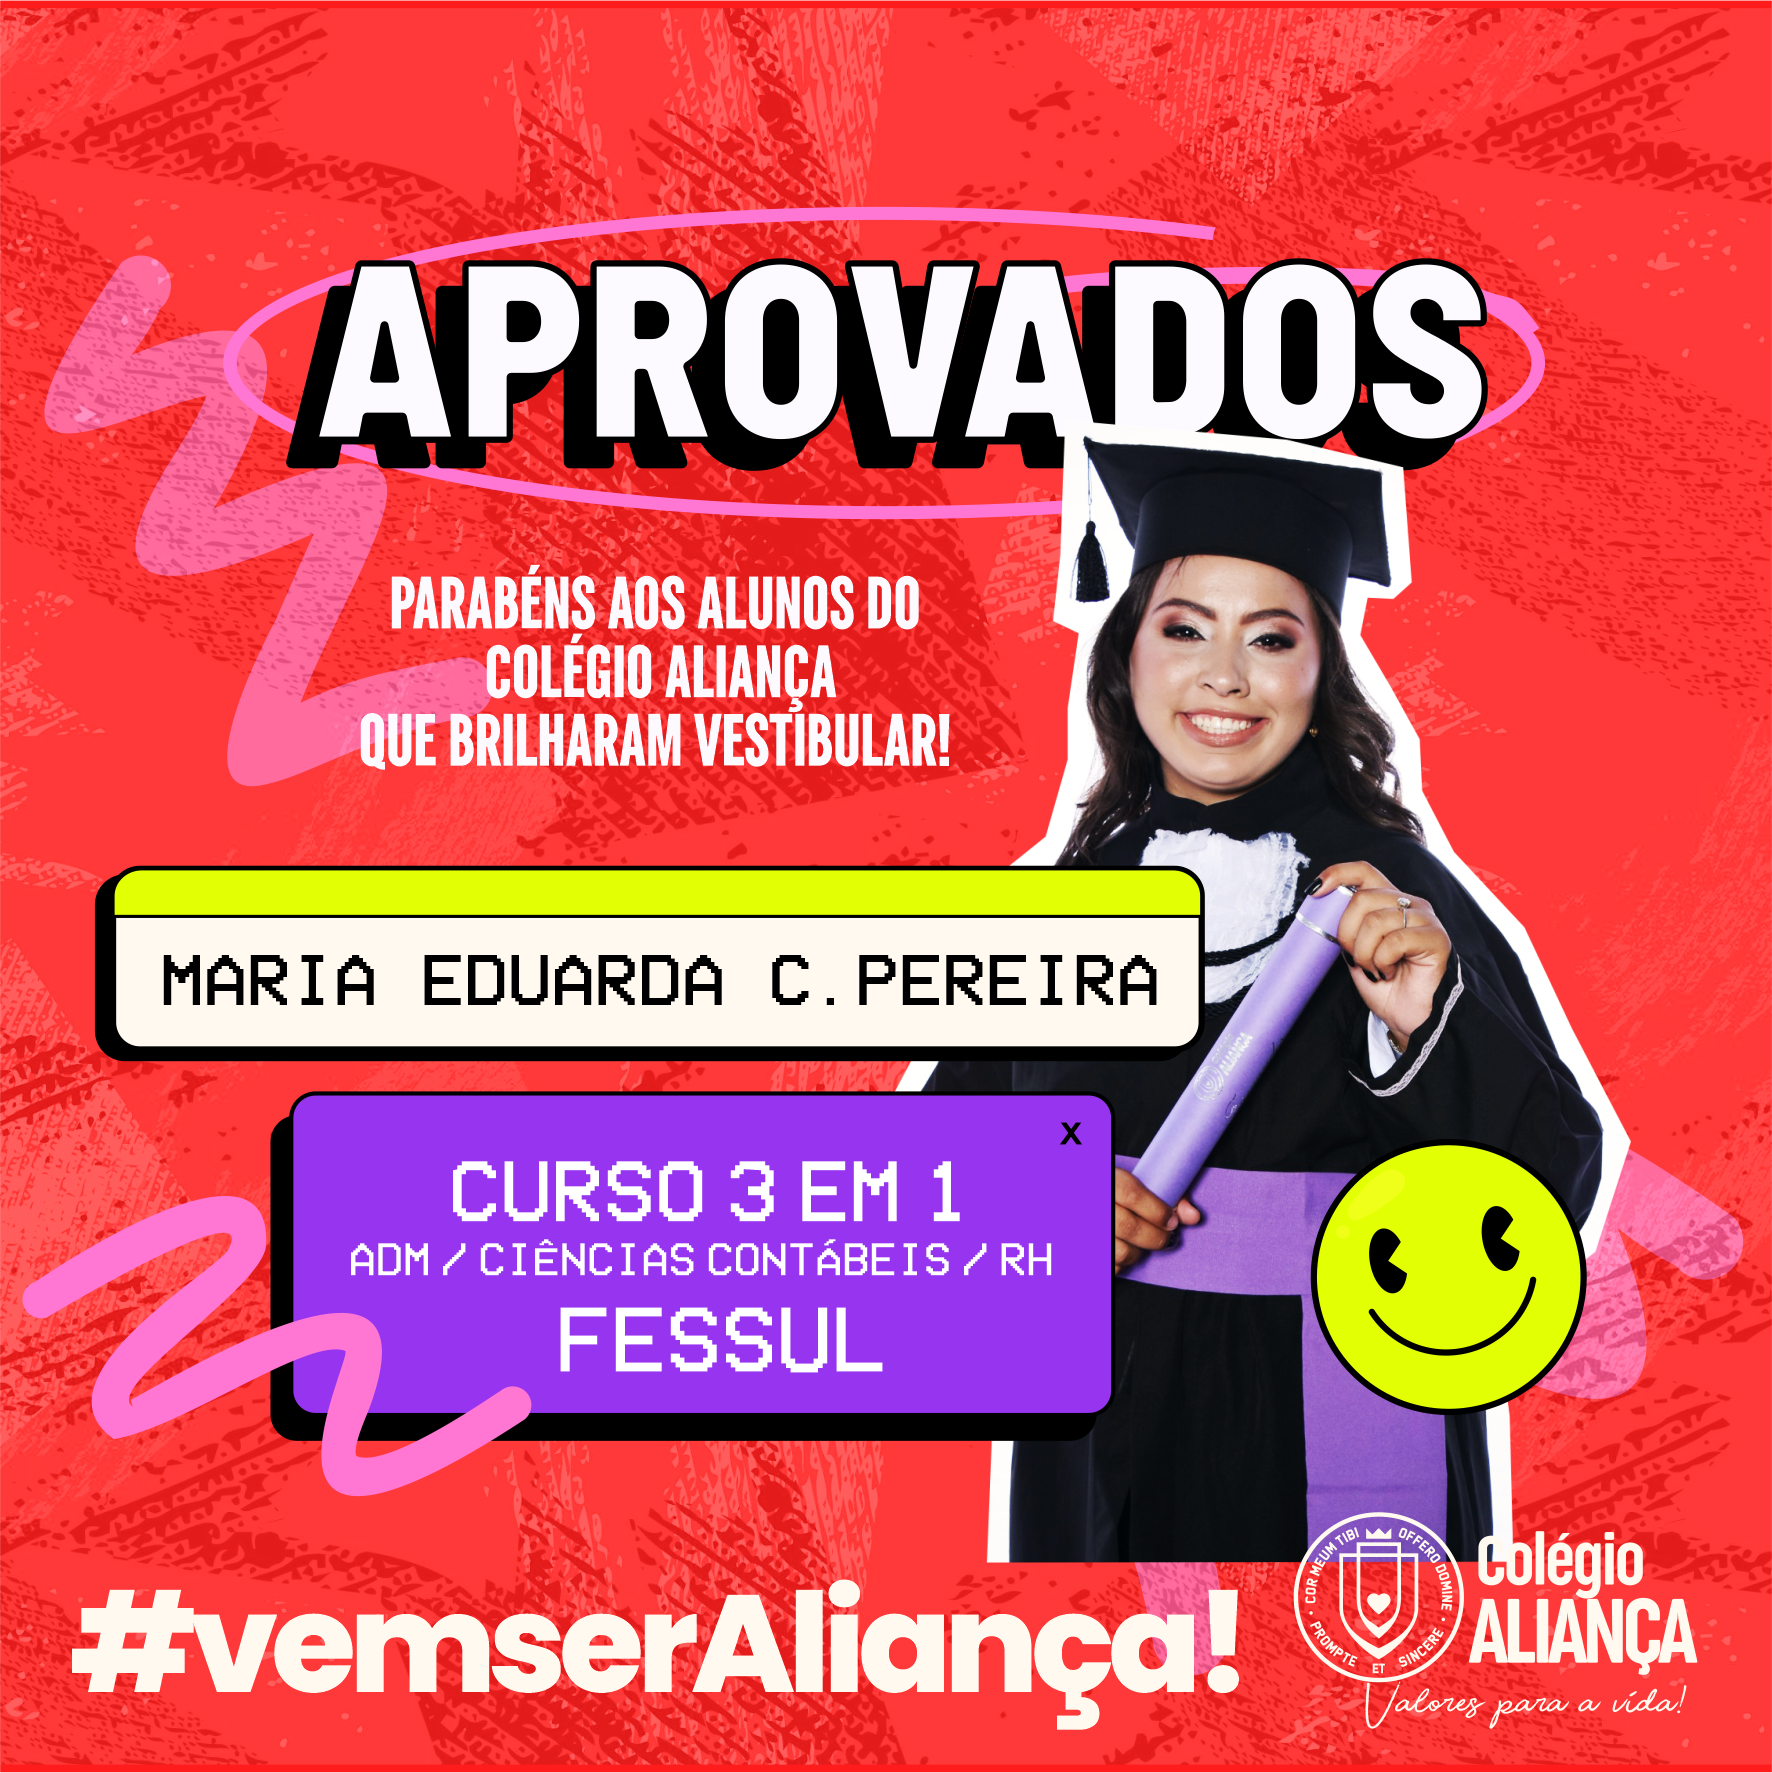 APROVADOS
PARABÉNS AOS ALUNOS DO
COLÉGIO ALIANÇA
QUE BRILHARAM VESTIBULAR!
MARIA EDUARDA C.PEREIRA
x
CURSO 3 EM 1
ADM / CIÊNCIAS CONTÁBEIS / RH
FESSUL
ALIANÇA
#vemserAliança!
COR MEUM TIBI OFFERO DOMINE
PROMPTE ET SINCERE
Colégio
ALIANÇA
Valores para a vida!